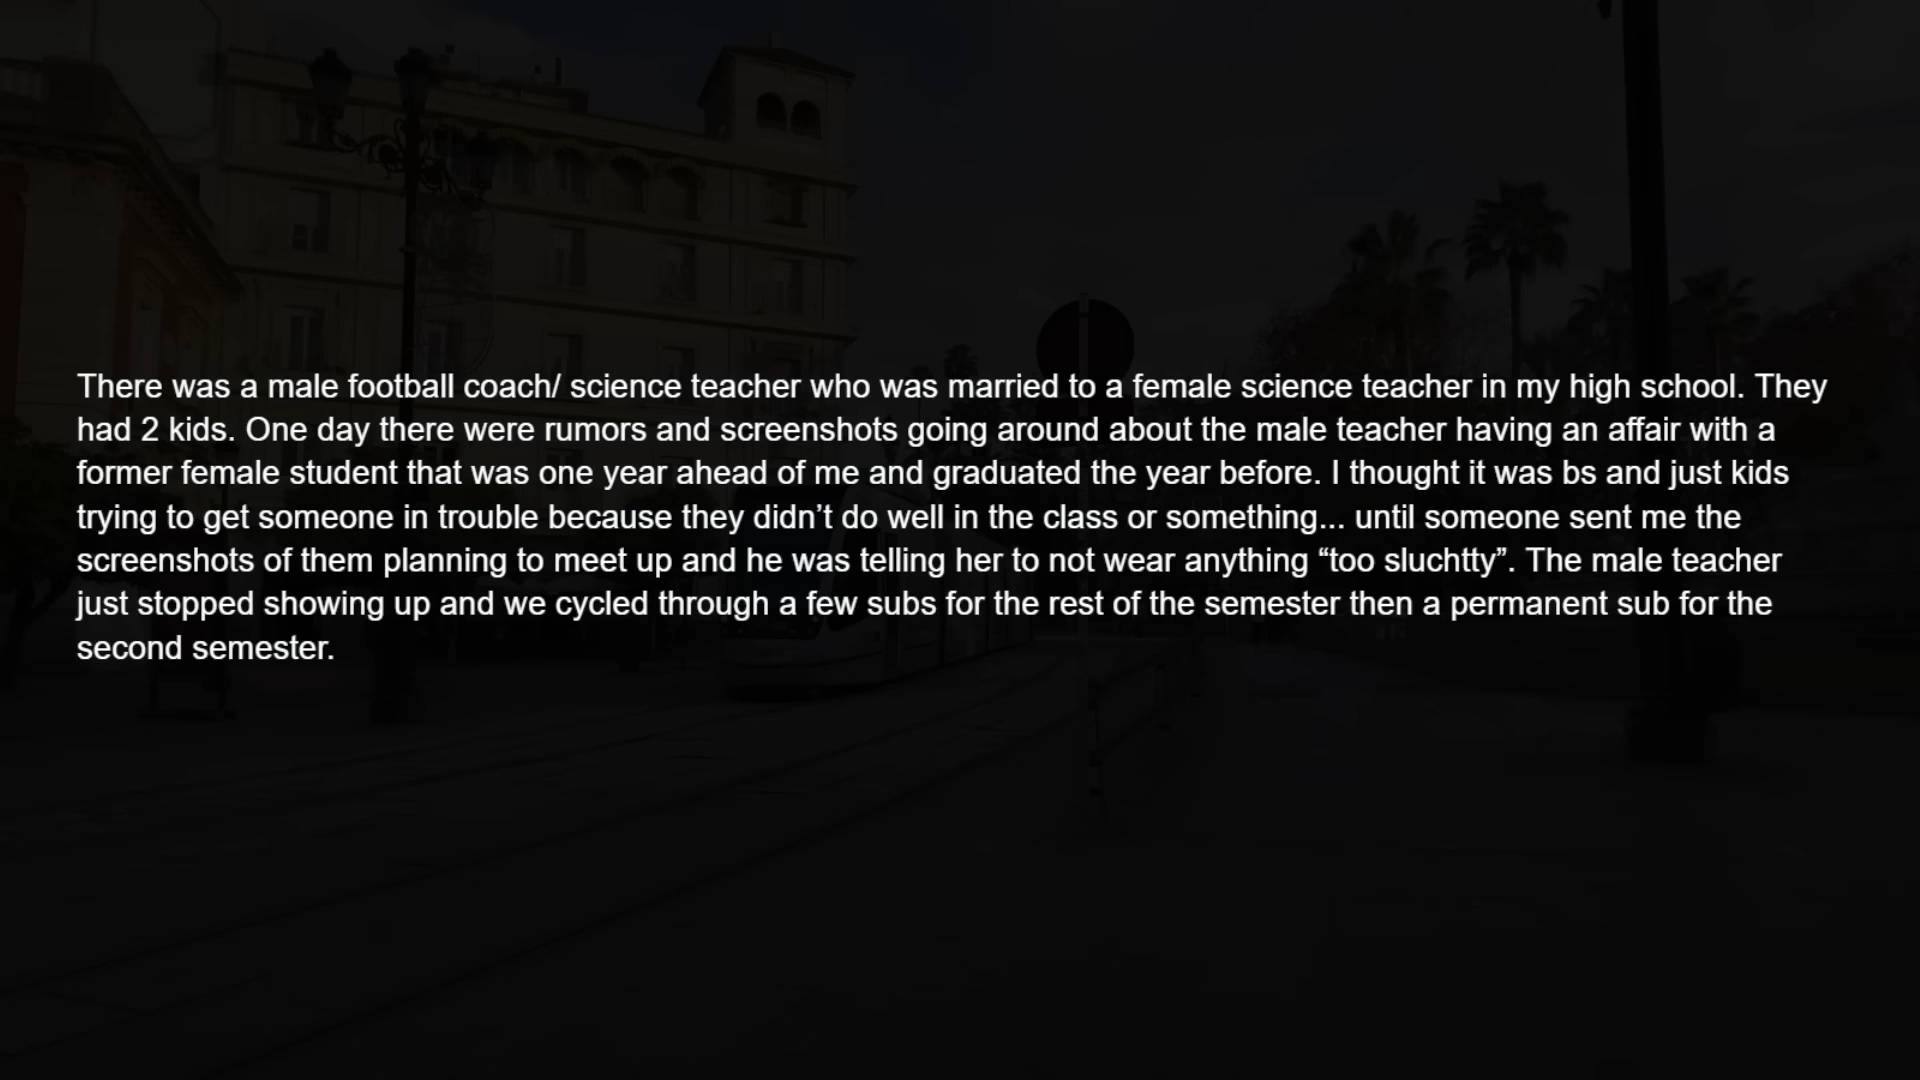 There was a male football coach/ science teacher who was married to a female science teacher in my high school. They
had 2 kids. One day there were rumors and screenshots going around about the male teacher having an affair with a
former female student that was one year ahead of me and graduated the year before. I thought it was bs and just kids
trying to get someone in trouble because they didn’t do well in the class or something... until someone sent me the
screenshots of them planning to meet up and he was telling her to not wear anything “too sluchtty”. The male teacher
just stopped showing up and we cycled through a few subs for the rest of the semester then a permanent sub for the
second semester.